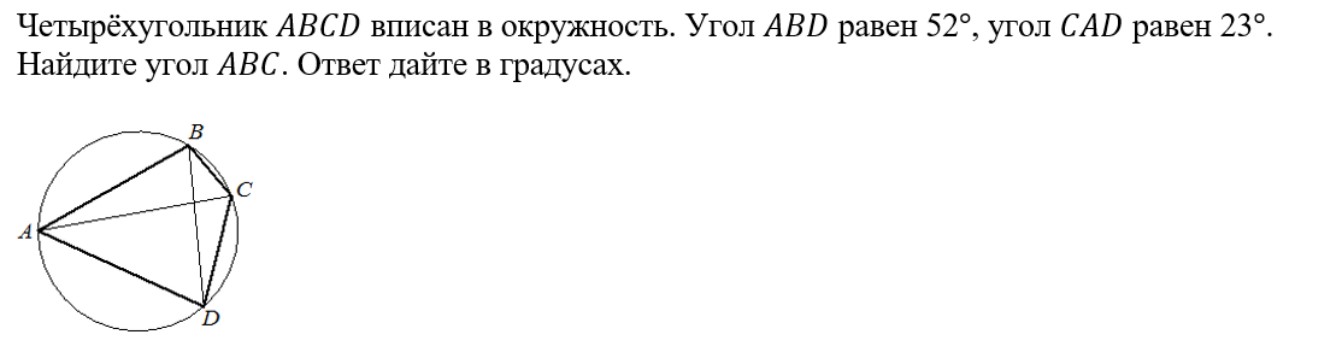 Четырёхугольник ABCD вписан в окружность. Угол ABD равен 52°, угол CAD равен 23°.
Найдите угол ABC. Ответ дайте в градусах.
B
C
A
D